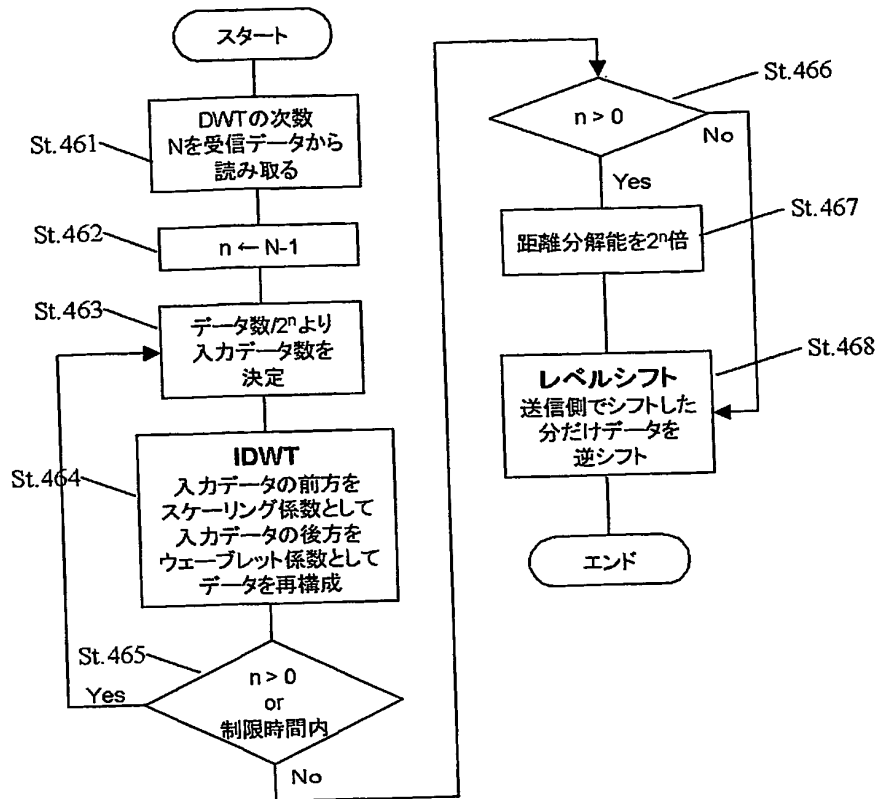 スタート
St.461
DWTの次数
Nを受信データから
読み取る
St.462
n ← N-1
St.463
データ数/2ⁿより
入力データ数を
決定
St.464
IDWT
入力データの前方を
スケーリング係数として
入力データの後方を
ウェーブレット係数として
データを再構成
St.465
n > 0
or
制限時間内
Yes
No
St.466
n > 0
No
Yes
St.467
距離分解能を2ⁿ倍
St.468
レベルシフト
送信側でシフトした
分だけデータを
逆シフト
エンド